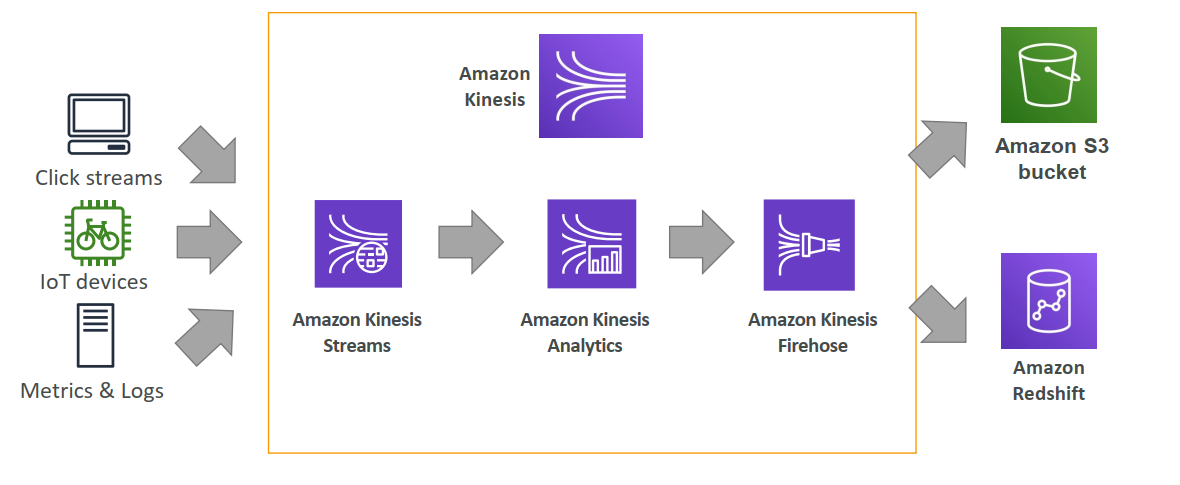 Amazon
Kinesis
Click streams
IoT devices
Metrics & Logs
Amazon Kinesis
Streams
Amazon Kinesis
Analytics
Amazon Kinesis
Firehose
Amazon S3
bucket
Amazon
Redshift